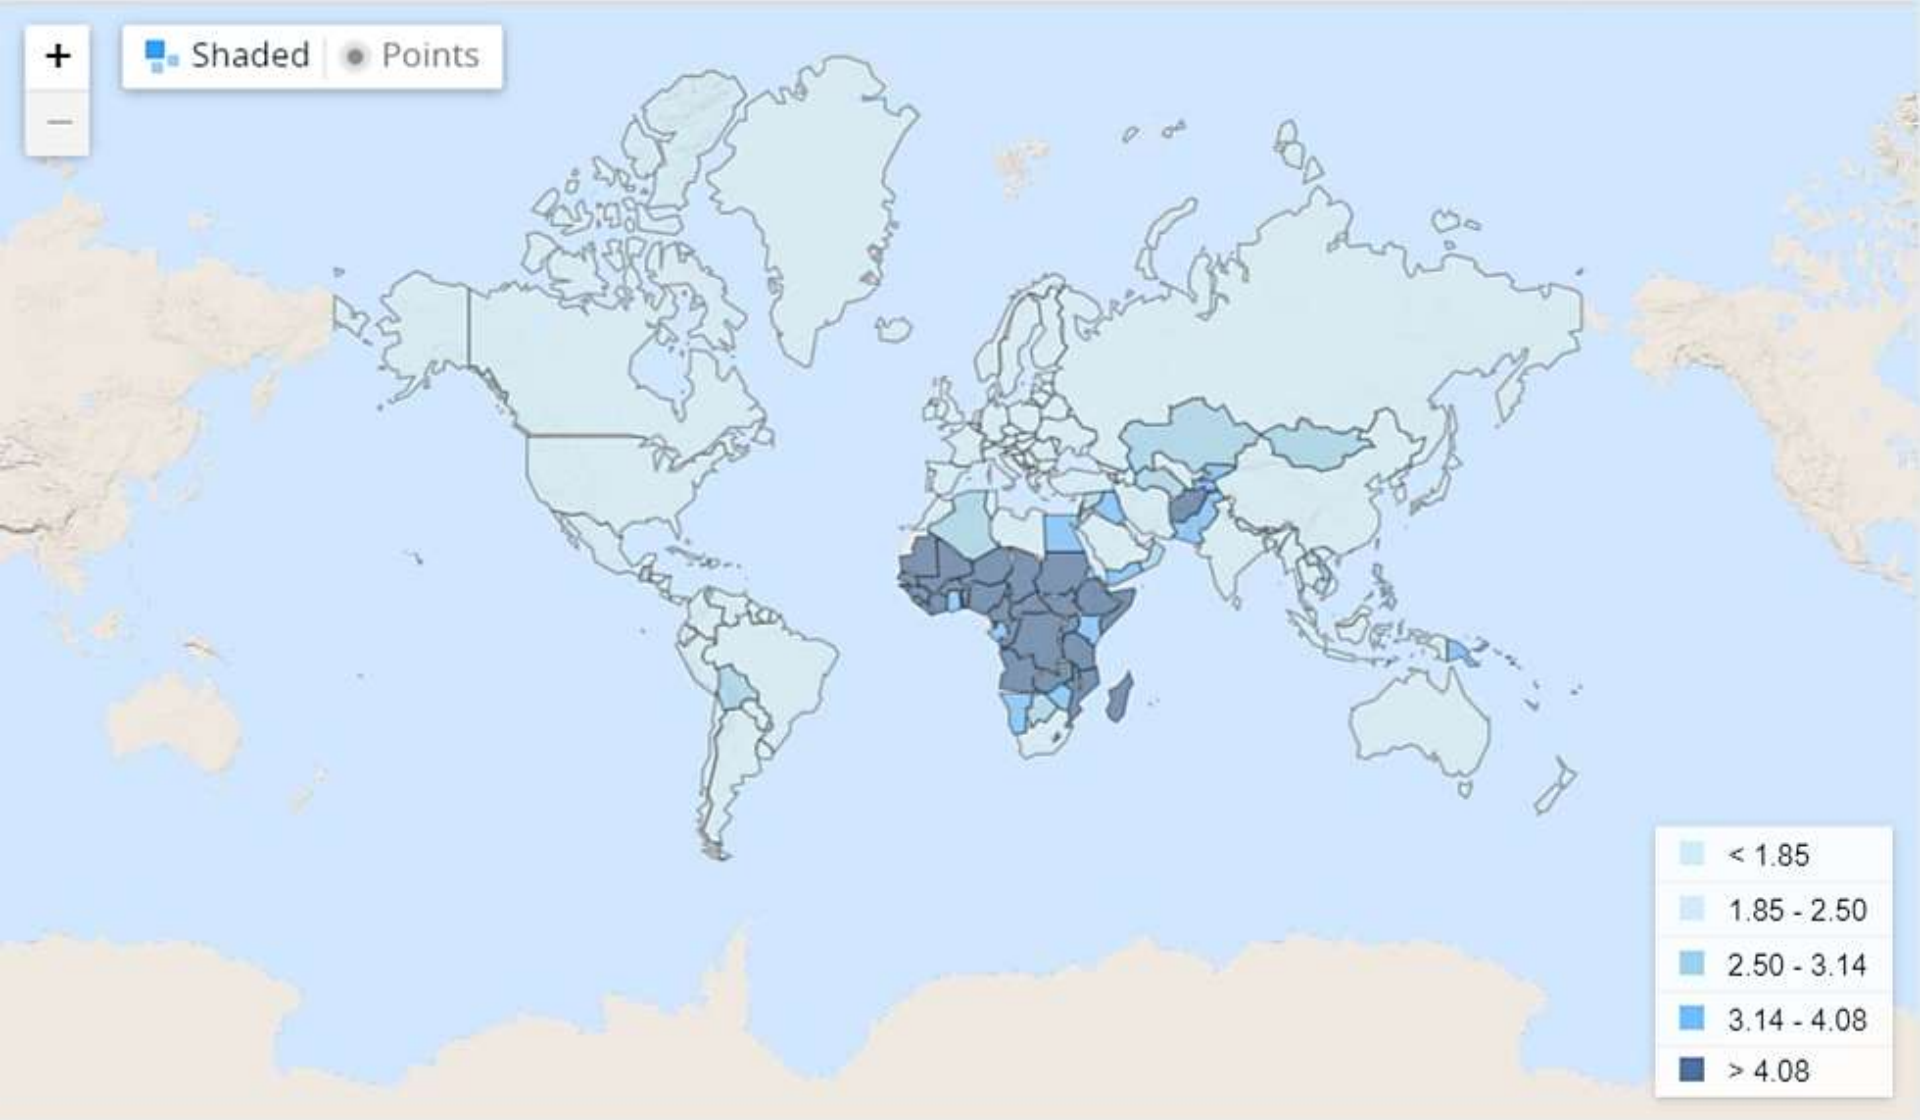 +
Shaded
Points
−
< 1.85
1.85 - 2.50
2.50 - 3.14
3.14 - 4.08
> 4.08